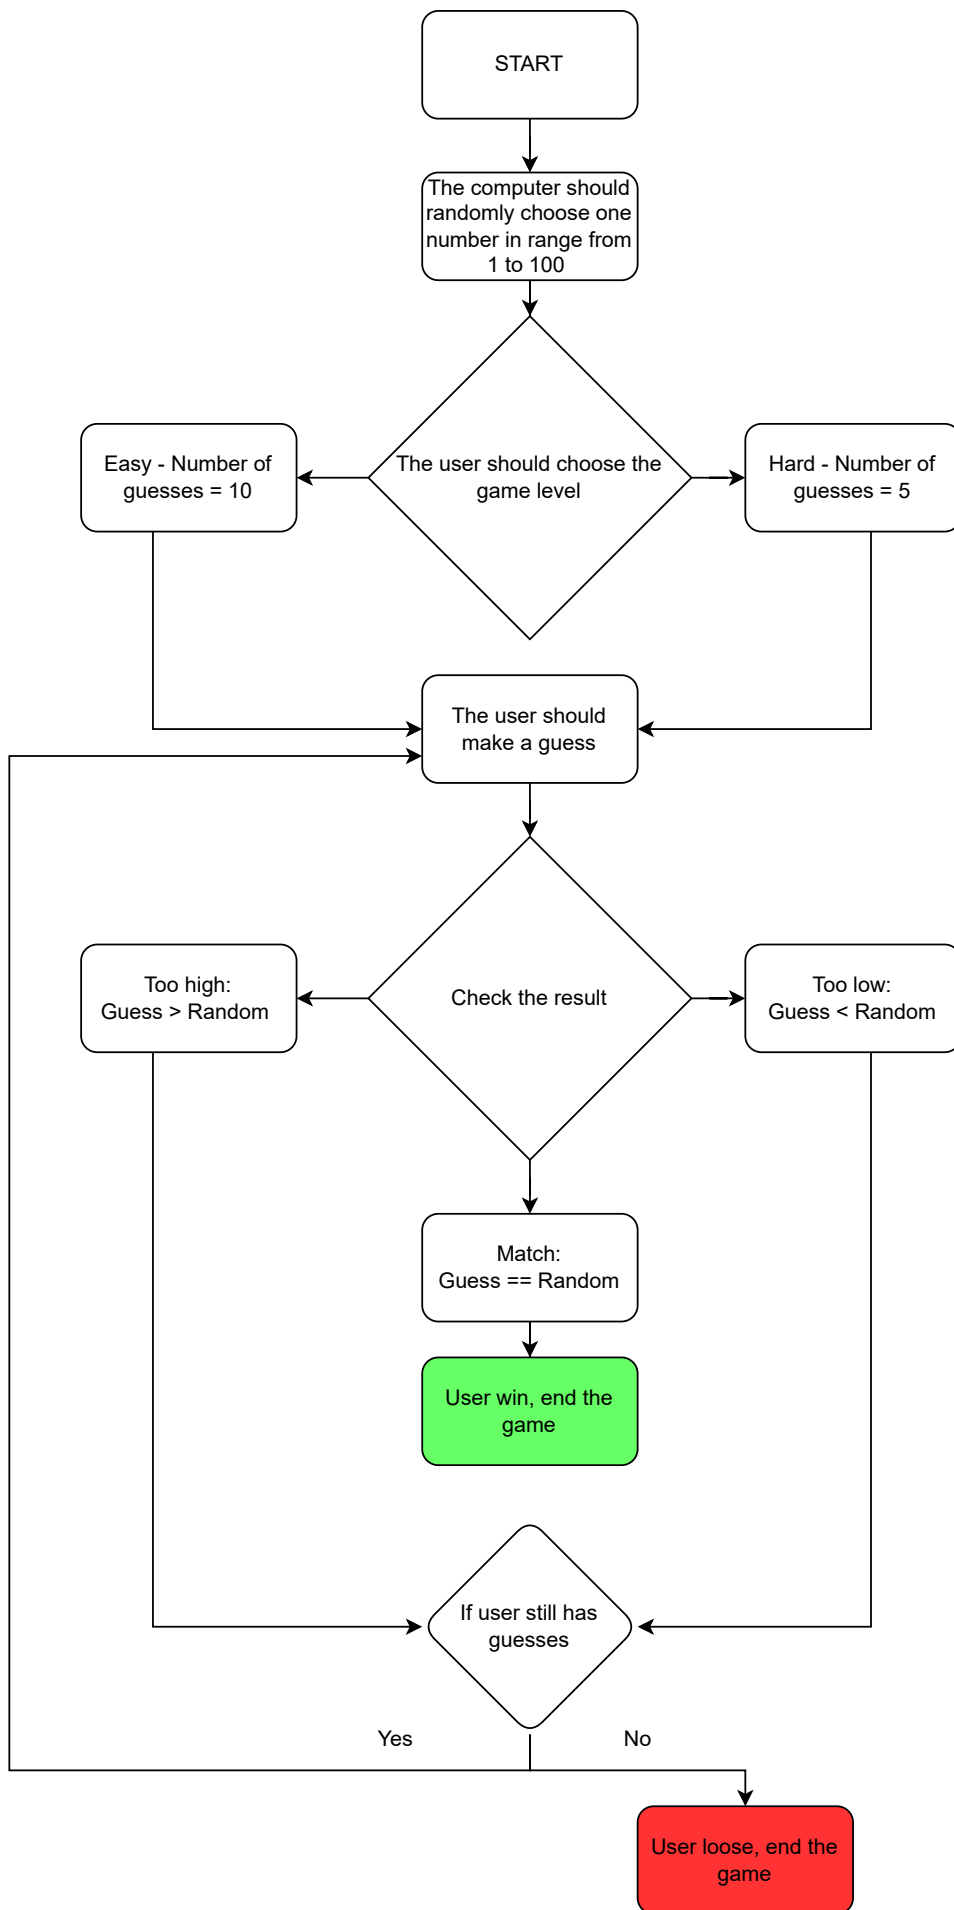 START
The computer should
randomly choose one
number in range from
1 to 100
The user should choose the
game level
Easy - Number of
guesses = 10
Hard - Number of
guesses = 5
The user should
make a guess
Check the result
Too high:
Guess > Random
Too low:
Guess < Random
Match:
Guess == Random
User win, end the
game
If user still has
guesses
Yes
No
User loose, end the
game